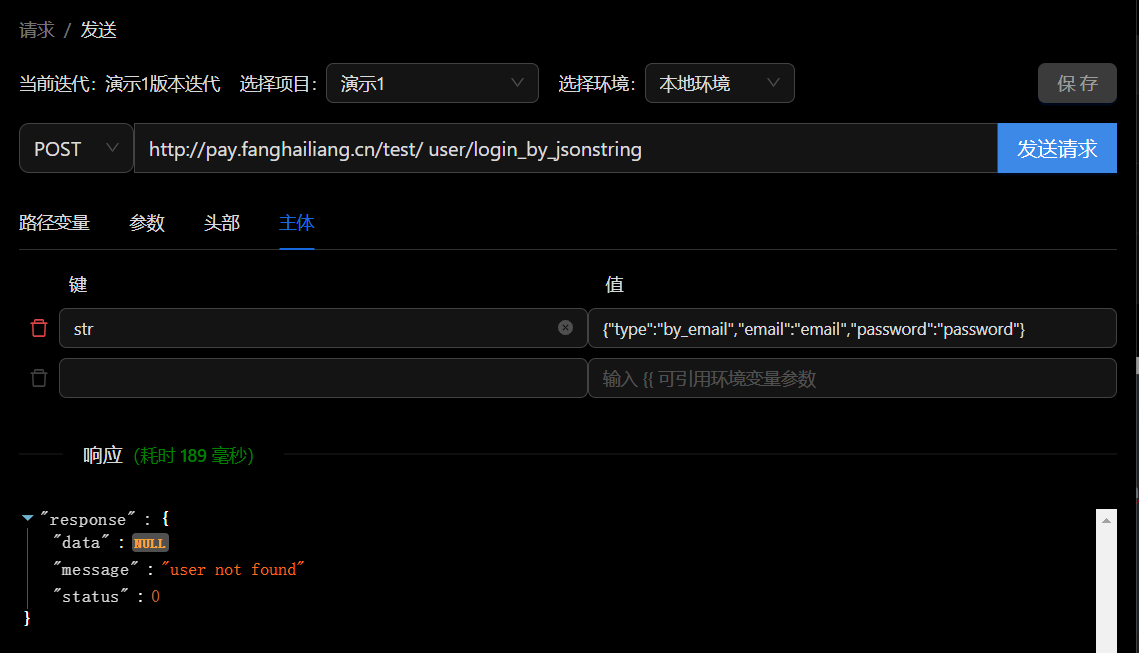 请求 / 发送
当前迭代：演示1版本迭代 选择项目： 演示1 选择环境： 本地环境 保 存
POST http://pay.fanghailiang.cn/test/ user/login_by_jsonstring 发送请求
路径变量 参数 头部 主体
键 值
str {"type":"by_email","email":"email","password":"password"}
输入 {{ 可引用环境变量参数
响应 (耗时 189 毫秒)
"response" : {
"data" : NULL
"message" : "user not found"
"status" : 0
}